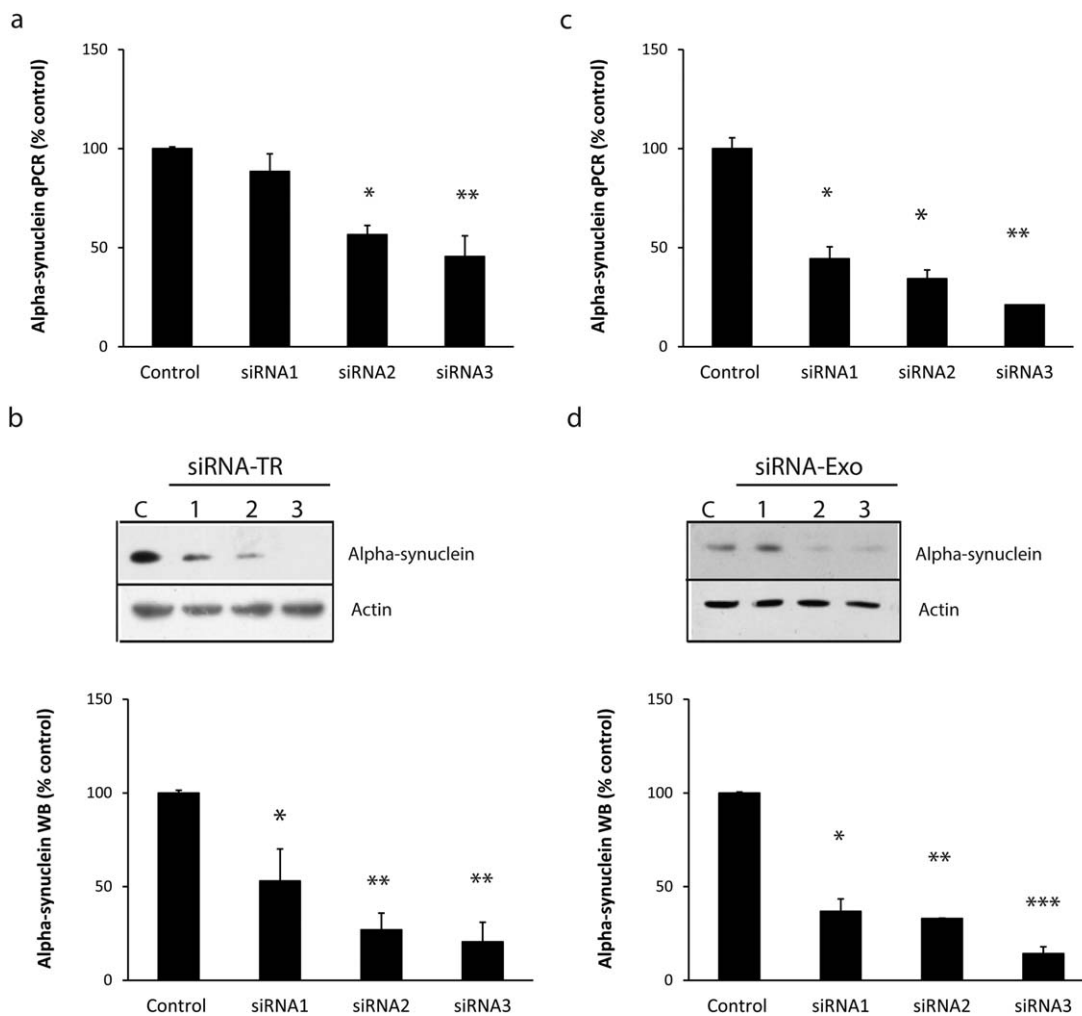 a
Alpha-synuclein qPCR (% control)
150
100
50
0
*
**
Control siRNA1 siRNA2 siRNA3
b
siRNA-TR
C 1 2 3
Alpha-synuclein
Actin
Alpha-synuclein WB (% control)
150
100
50
0
*
**
**
Control siRNA1 siRNA2 siRNA3
c
Alpha-synuclein qPCR (% control)
150
100
50
0
*
*
**
Control siRNA1 siRNA2 siRNA3
d
siRNA-Exo
C 1 2 3
Alpha-synuclein
Actin
Alpha-synuclein WB (% control)
150
100
50
0
*
**
***
Control siRNA1 siRNA2 siRNA3